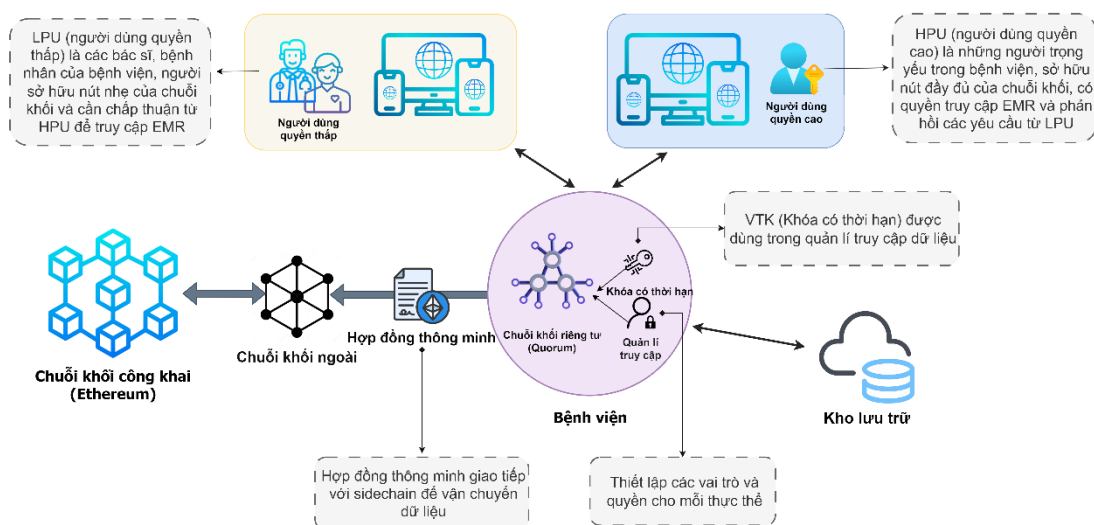 LPU (người dùng quyền
thấp) là các bác sĩ, bệnh
nhân của bệnh viện, người
sở hữu nút nhẹ của chuỗi
khối và cần chấp thuận từ
HPU để truy cập EMR
Người dùng
quyền thấp
Người dùng
quyền cao
HPU (người dùng quyền
cao) là những người trọng
yếu trong bệnh viện, sở hữu
nút đầy đủ của chuỗi khối, có
quyền truy cập EMR và phản
hồi các yêu cầu từ LPU
VTK (Khóa có thời hạn) được
dùng trong quản lí truy cập dữ liệu
Khóa có thời hạn
Chuỗi khối riêng tư
(Quorum)
Quản lí
truy cập
Hợp đồng thông minh
Chuỗi khối ngoài
Chuỗi khối công khai
(Ethereum)
Bệnh viện
Kho lưu trữ
Hợp đồng thông minh giao tiếp
với sidechain để vận chuyển
dữ liệu
Thiết lập các vai trò và
quyền cho mỗi thực thể